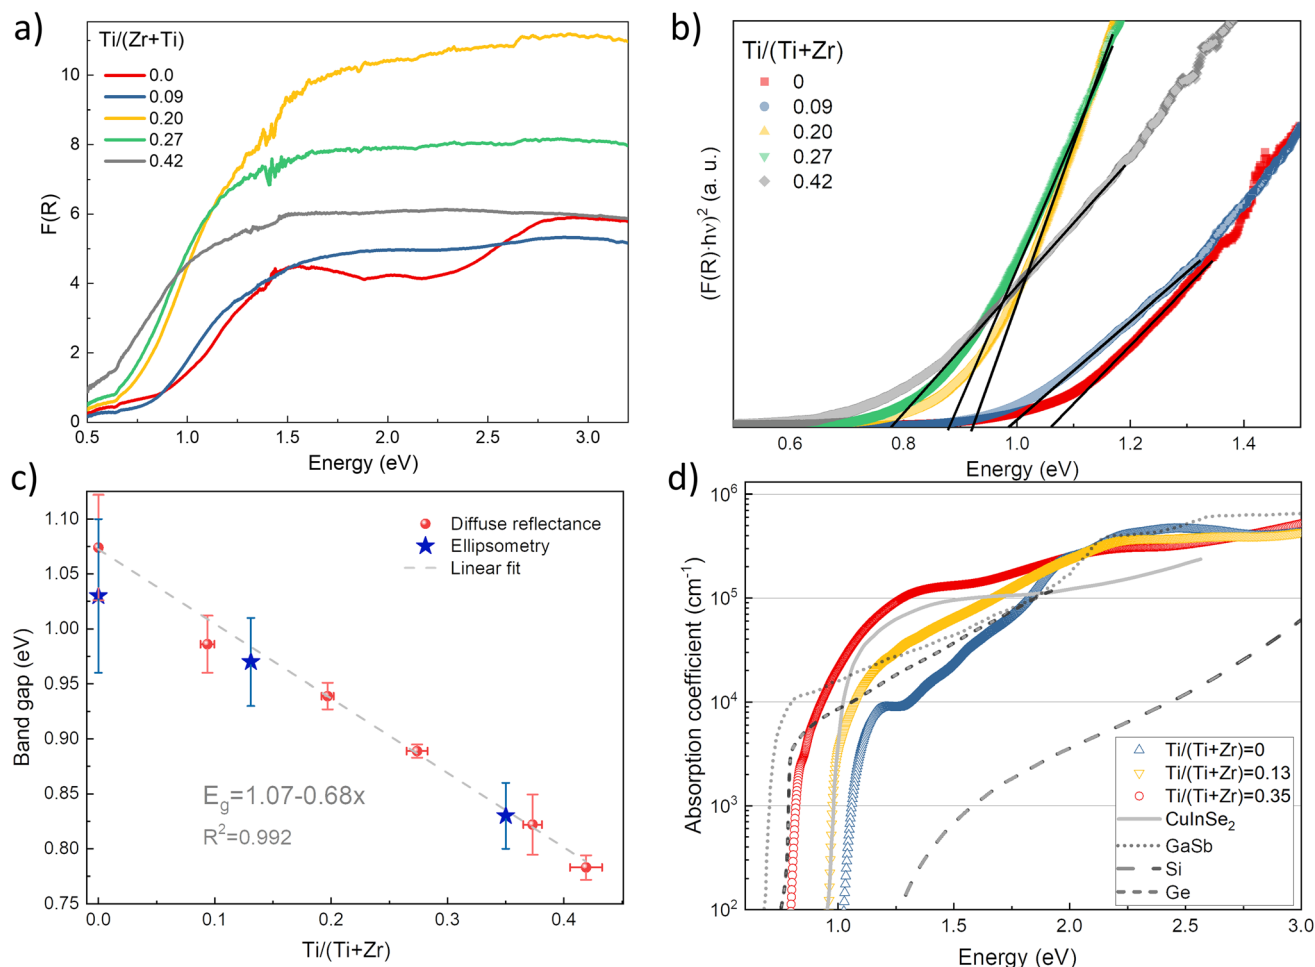 a)
Ti/(Zr+Ti)
0.0
0.09
0.20
0.27
0.42
F(R)
10
8
6
4
2
0
0.5 1.0 1.5 2.0 2.5 3.0
Energy (eV)
b)
Ti/(Ti+Zr)
0
0.09
0.20
0.27
0.42
(F(R)·hν)² (a. u.)
0.6 0.8 1.0 1.2 1.4
Energy (eV)
c)
Band gap (eV)
1.10
1.05
1.00
0.95
0.90
0.85
0.80
0.75
Diffuse reflectance
Ellipsometry
Linear fit
E_g=1.07-0.68x
R²=0.992
0.0 0.1 0.2 0.3 0.4
Ti/(Ti+Zr)
d)
Absorption coefficient (cm⁻¹)
10⁶
10⁵
10⁴
10³
10²
Ti/(Ti+Zr)=0
Ti/(Ti+Zr)=0.13
Ti/(Ti+Zr)=0.35
CuInSe₂
GaSb
Si
Ge
1.0 1.5 2.0 2.5 3.0
Energy (eV)